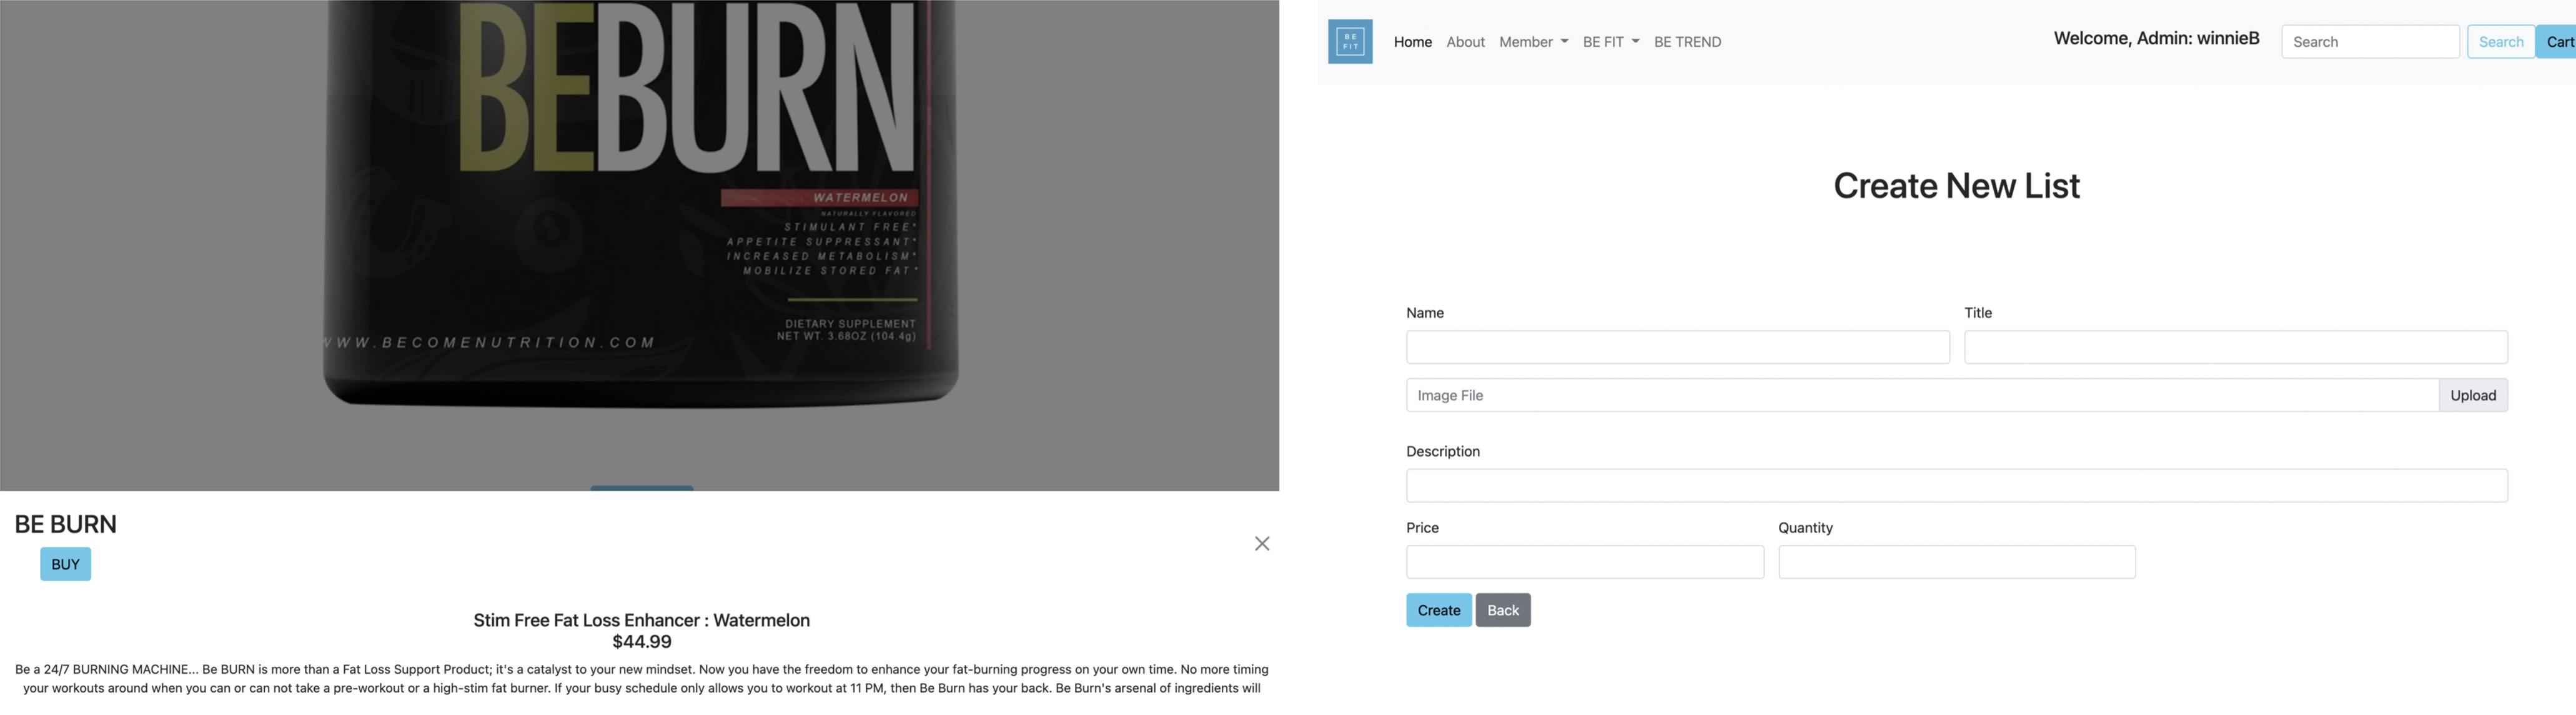 BEBURN
WATERMELON
NATURALLY FLAVORED
STIMULANT FREE*
APPETITE SUPPRESSANT*
INCREASED METABOLISM*
MOBILIZE STORED FAT*
DIETARY SUPPLEMENT
NET WT. 3.68OZ (104.4g)
WWW.BECOMENUTRITION.COM
BE BURN
BUY
Stim Free Fat Loss Enhancer : Watermelon
$44.99
Be a 24/7 BURNING MACHINE... Be BURN is more than a Fat Loss Support Product; it's a catalyst to your new mindset. Now you have the freedom to enhance your fat-burning progress on your own time. No more timing
your workouts around when you can or can not take a pre-workout or a high-stim fat burner. If your busy schedule only allows you to workout at 11 PM, then Be Burn has your back. Be Burn's arsenal of ingredients will
BE
FIT
Home About Member BE FIT BE TREND Welcome, Admin: winnieB Search Search Cart
Create New List
Name Title
Image File Upload
Description
Price Quantity
Create Back